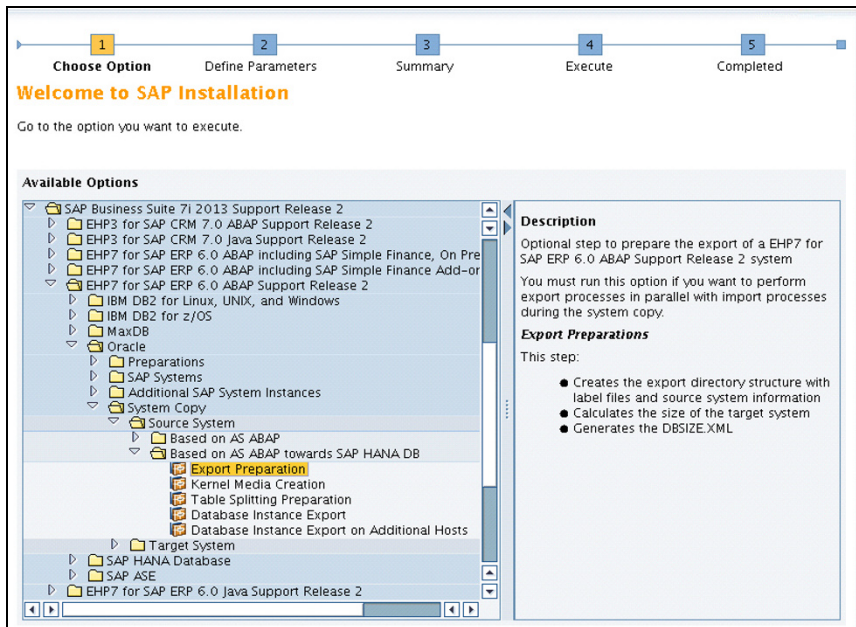 1
2
3
4
5
Choose Option
Define Parameters
Summary
Execute
Completed
Welcome to SAP Installation
Go to the option you want to execute.
Available Options
SAP Business Suite 7i 2013 Support Release 2
EHP3 for SAP CRM 7.0 ABAP Support Release 2
EHP3 for SAP CRM 7.0 Java Support Release 2
EHP7 for SAP ERP 6.0 ABAP including SAP Simple Finance, On Pre
EHP7 for SAP ERP 6.0 ABAP including SAP Simple Finance Add-or
EHP7 for SAP ERP 6.0 ABAP Support Release 2
IBM DB2 for Linux, UNIX, and Windows
IBM DB2 for z/OS
MaxDB
Oracle
Preparations
SAP Systems
Additional SAP System Instances
System Copy
Source System
Based on AS ABAP
Based on AS ABAP towards SAP HANA DB
Export Preparation
Kernel Media Creation
Table Splitting Preparation
Database Instance Export
Database Instance Export on Additional Hosts
Target System
SAP HANA Database
SAP ASE
EHP7 for SAP ERP 6.0 Java Support Release 2
Description
Optional step to prepare the export of a EHP7 for
SAP ERP 6.0 ABAP Support Release 2 system
You must run this option if you want to perform
export processes in parallel with import processes
during the system copy.
Export Preparations
This step:
● Creates the export directory structure with
label files and source system information
● Calculates the size of the target system
● Generates the DBSIZE.XML